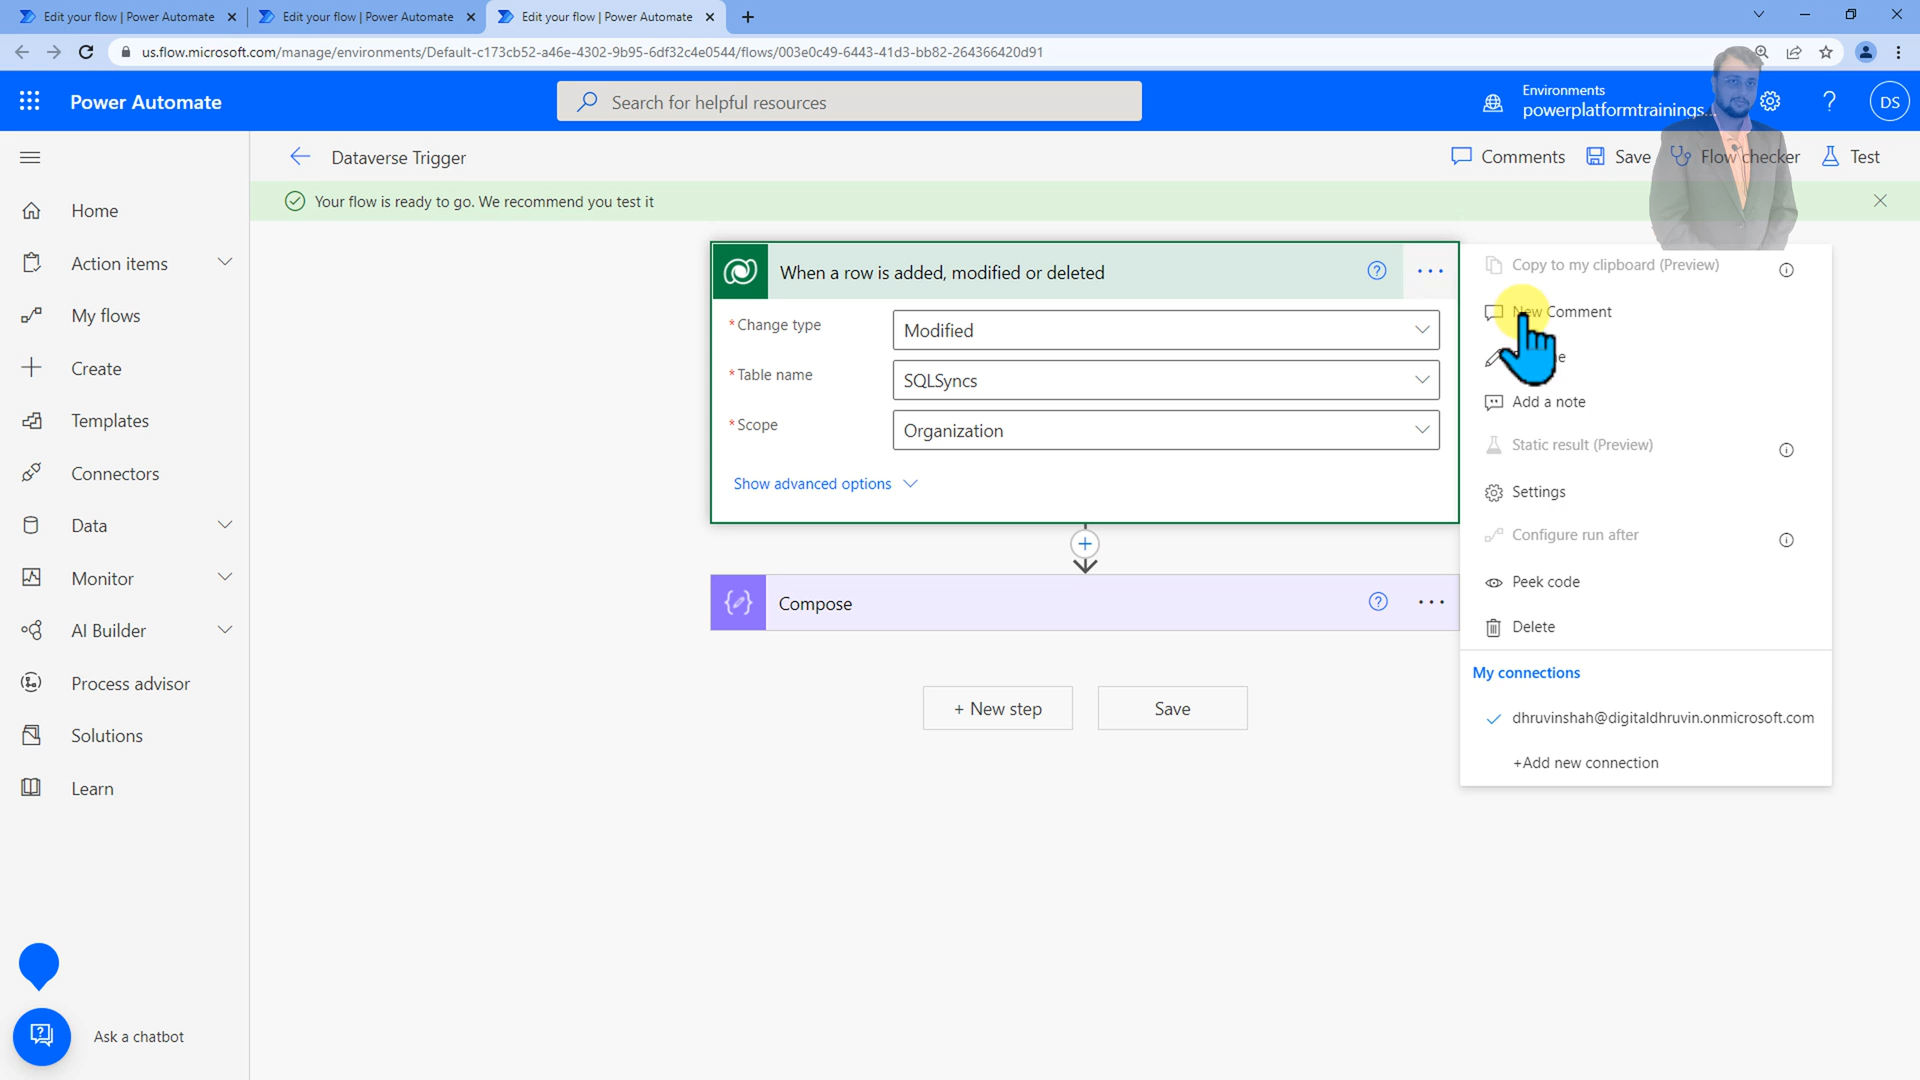 Edit your flow | Power Automate
Edit your flow | Power Automate
Edit your flow | Power Automate
us.flow.microsoft.com/manage/environments/Default-c173cb52-a46e-4302-9b95-6df32c4e0544/flows/003e0c49-6443-41d3-bb82-264366420d91
Power Automate
Search for helpful resources
Environments
powerplatformtrainings...
DS
Dataverse Trigger
Comments
Save
Flow checker
Test
Your flow is ready to go. We recommend you test it
Home
Action items
My flows
Create
Templates
Connectors
Data
Monitor
AI Builder
Process advisor
Solutions
Learn
Ask a chatbot
When a row is added, modified or deleted
* Change type
Modified
* Table name
SQLSyncs
* Scope
Organization
Show advanced options
Compose
+ New step
Save
Copy to my clipboard (Preview)
New Comment
Add a note
Static result (Preview)
Settings
Configure run after
Peek code
Delete
My connections
dhruvinshah@digitaldhruvin.onmicrosoft.com
+Add new connection